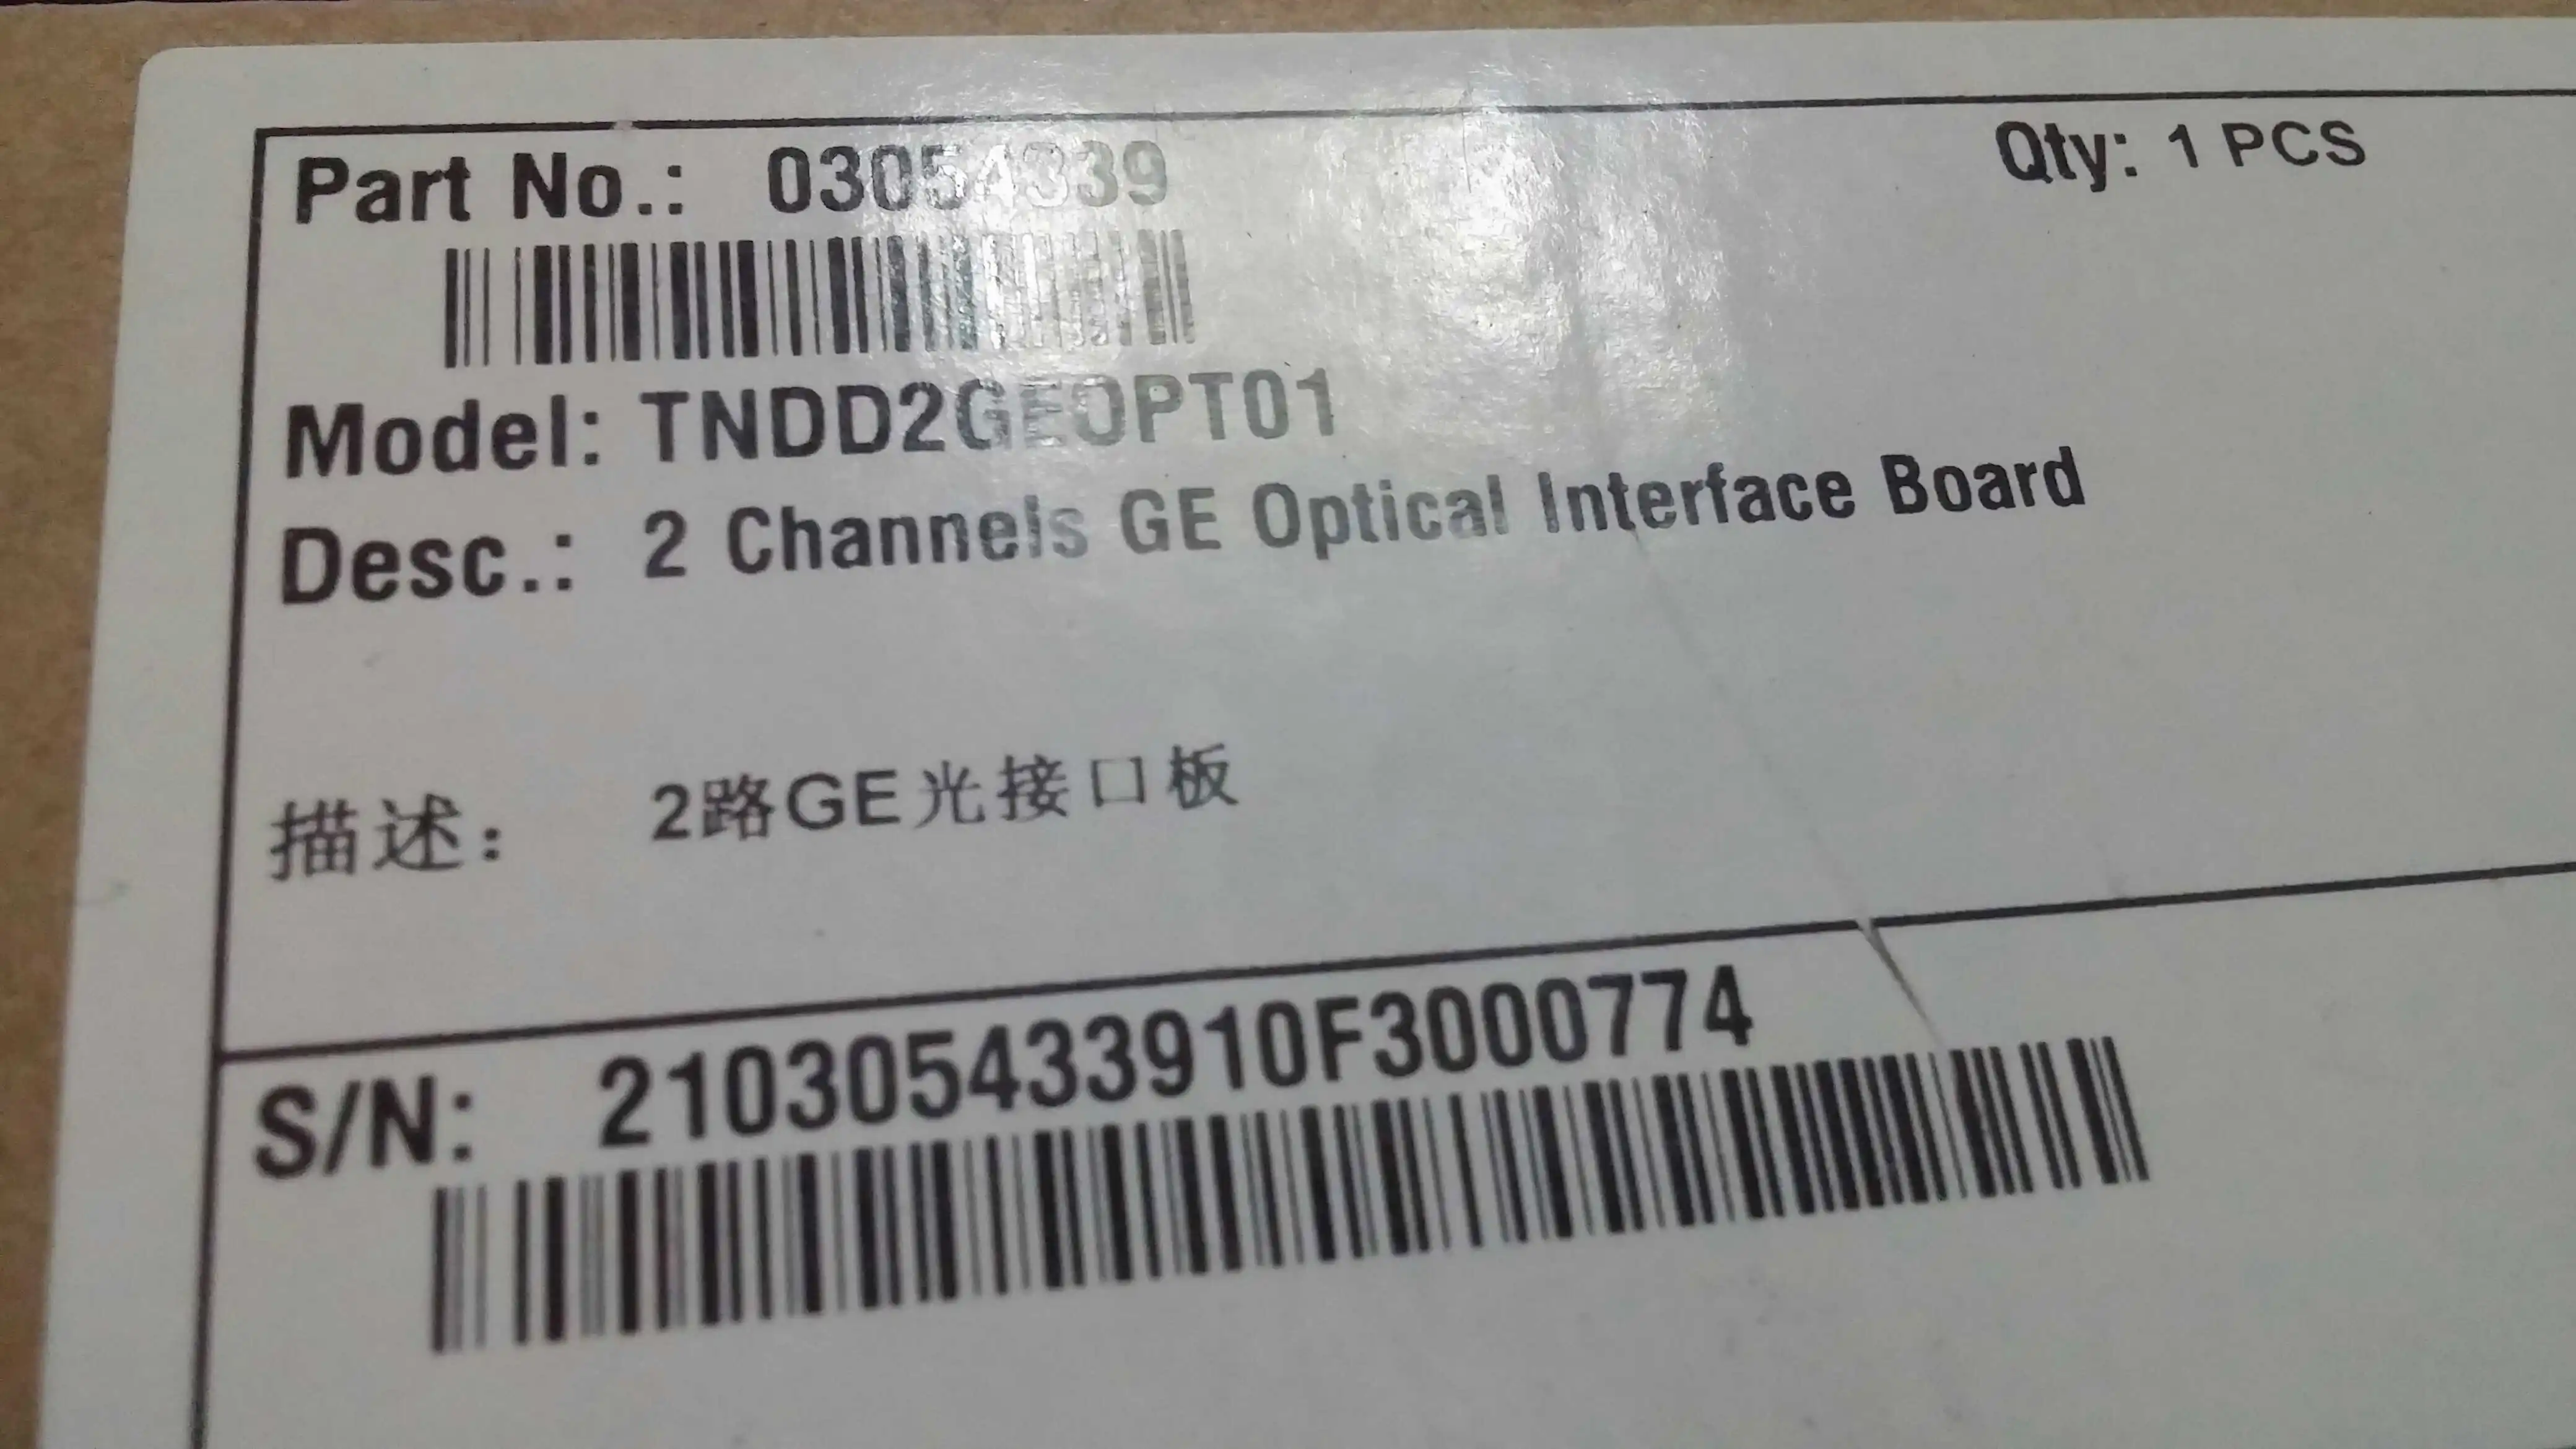 Part No.: 03054339
Qty: 1 PCS
Model: TNDD2GEOPT01
Desc.: 2 Channels GE Optical Interface Board
描述： 2路GE光接口板
S/N: 210305433910F3000774